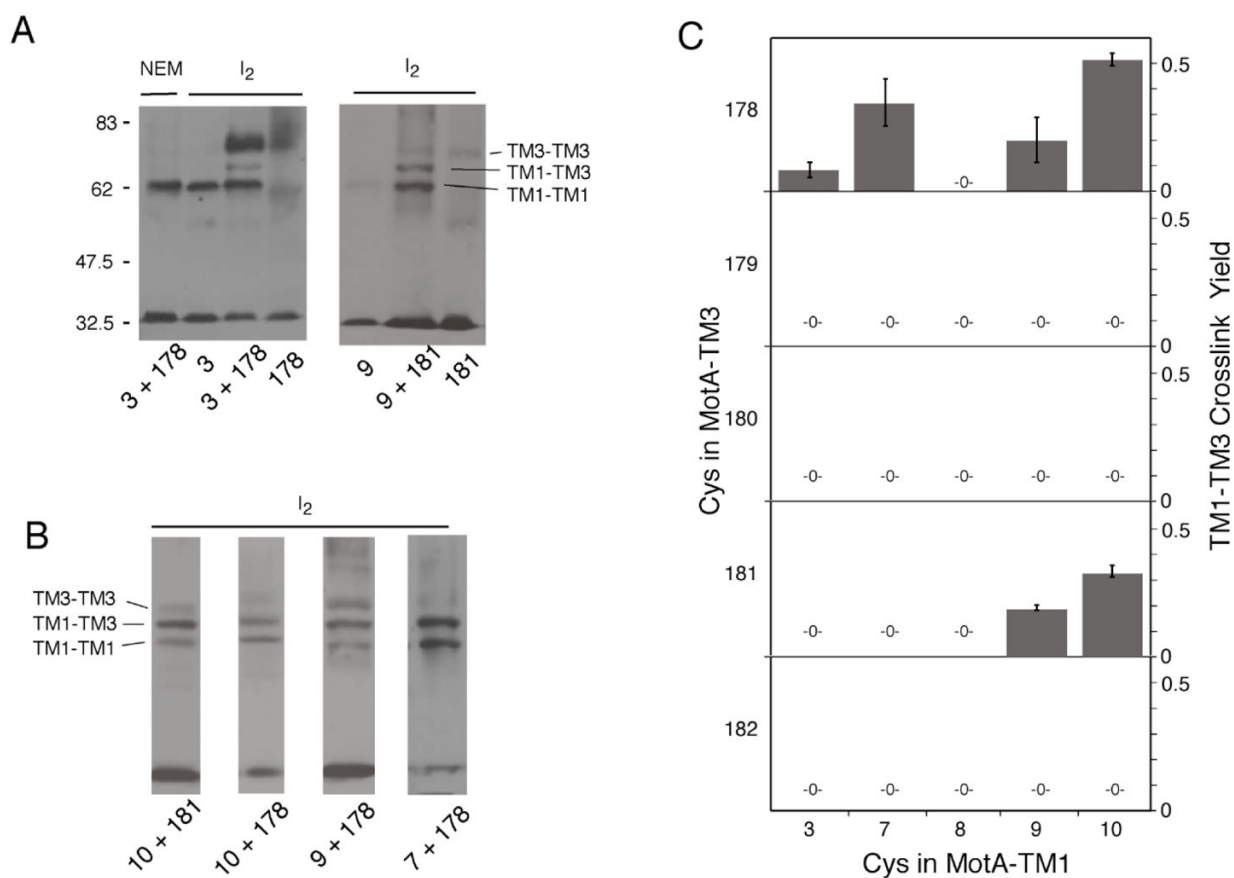 A
NEM
I2
I2
83 -
62 -
47.5 -
32.5 -
TM3-TM3
TM1-TM3
TM1-TM1
3 + 178
3
3 + 178
178
9
9 + 181
181
B
I2
TM3-TM3
TM1-TM3
TM1-TM1
10 + 181
10 + 178
9 + 178
7 + 178
C
Cys in MotA-TM3
178
-0-
0.5
0
179
-0- -0- -0- -0- -0-
0.5
0
180
-0- -0- -0- -0- -0-
0.5
0
181
-0- -0- -0-
0.5
0
182
-0- -0- -0- -0- -0-
0.5
0
TM1-TM3 Crosslink Yield
3 7 8 9 10
Cys in MotA-TM1